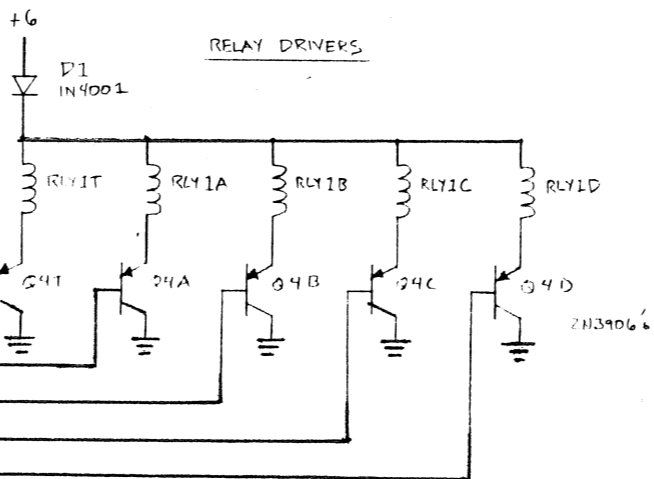 +6
RELAY DRIVERS
D1
1N4001
RLY1T
RLY1A
RLY1B
RLY1C
RLY1D
Q4T
Q4A
Q4B
Q4C
Q4D
2N3906's